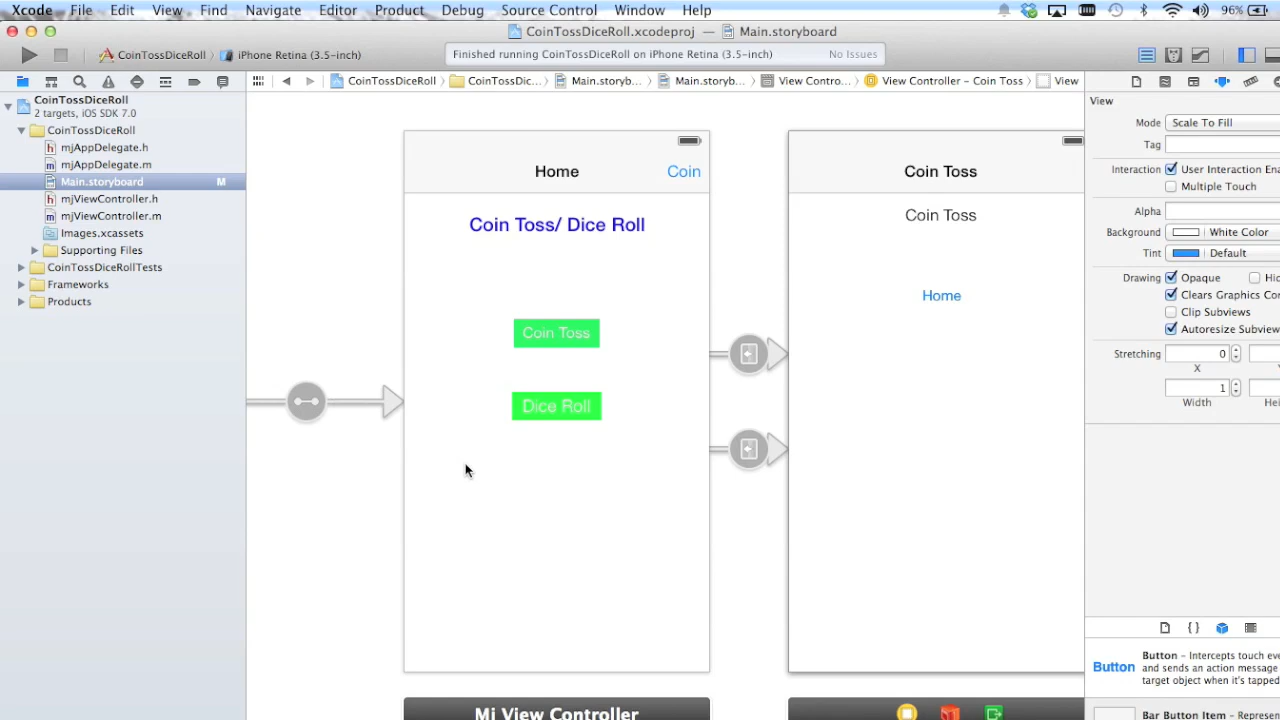 Xcode File Edit View Find Navigate Editor Product Debug Source Control Window Help 96%
CoinTossDiceRoll.xcodeproj — Main.storyboard
CoinTossDiceRoll iPhone Retina (3.5-inch) Finished running CoinTossDiceRoll on iPhone Retina (3.5-inch) No Issues
CoinTossDiceRoll CoinTossDic... Main.storyb... Main.storyb... View Contro... View Controller – Coin Toss View
CoinTossDiceRoll
2 targets, iOS SDK 7.0
CoinTossDiceRoll
mjAppDelegate.h
mjAppDelegate.m
Main.storyboard M
mjViewController.h
mjViewController.m
Images.xcassets
Supporting Files
CoinTossDiceRollTests
Frameworks
Products
Home Coin
Coin Toss/ Dice Roll
Coin Toss
Dice Roll
Mj View Controller
Coin Toss
Coin Toss
Home
View
Mode Scale To Fill
Tag
Interaction User Interaction Ena
Multiple Touch
Alpha
Background White Color
Tint Default
Drawing Opaque Hid
Clears Graphics Con
Clip Subviews
Autoresize Subview
Stretching 0
X
1
Width Hei
Button
Button – Intercepts touch eve
and sends an action message
target object when it's tapped
Bar Button Item – Represen